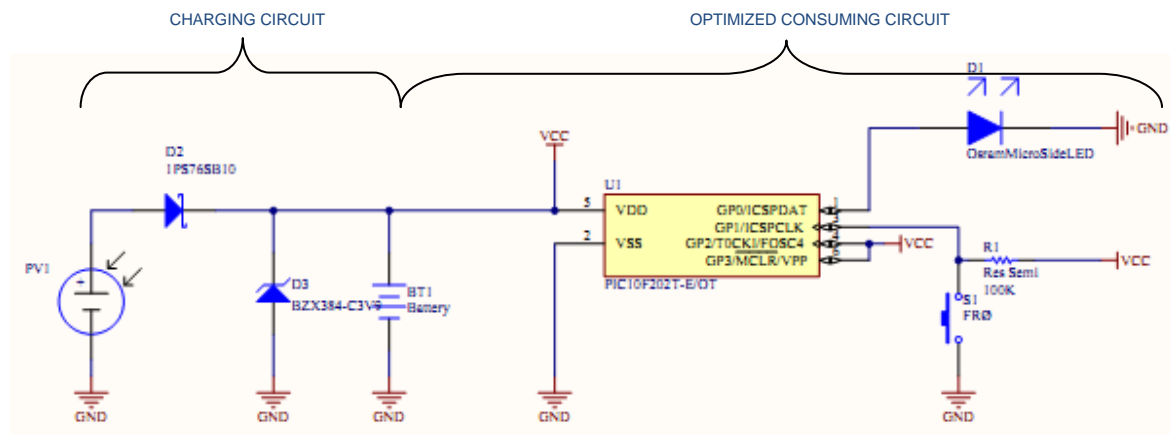 CHARGING CIRCUIT
OPTIMIZED CONSUMING CIRCUIT
D1
GND
OsramMicroSideLED
VCC
D2
1PS76SB10
U1
5
VDD
GP0/ICSPDAT
GP1/ICSPCLK
2
VSS
GP2/T0CKI/FOSC4
VCC
GP3/MCLR/VPP
PIC10F202T-E/OT
R1
Res Semi
100K
VCC
PV1
D3
BZX384-C3V9
BT1
Battery
S1
FRØ
GND
GND
GND
GND
GND